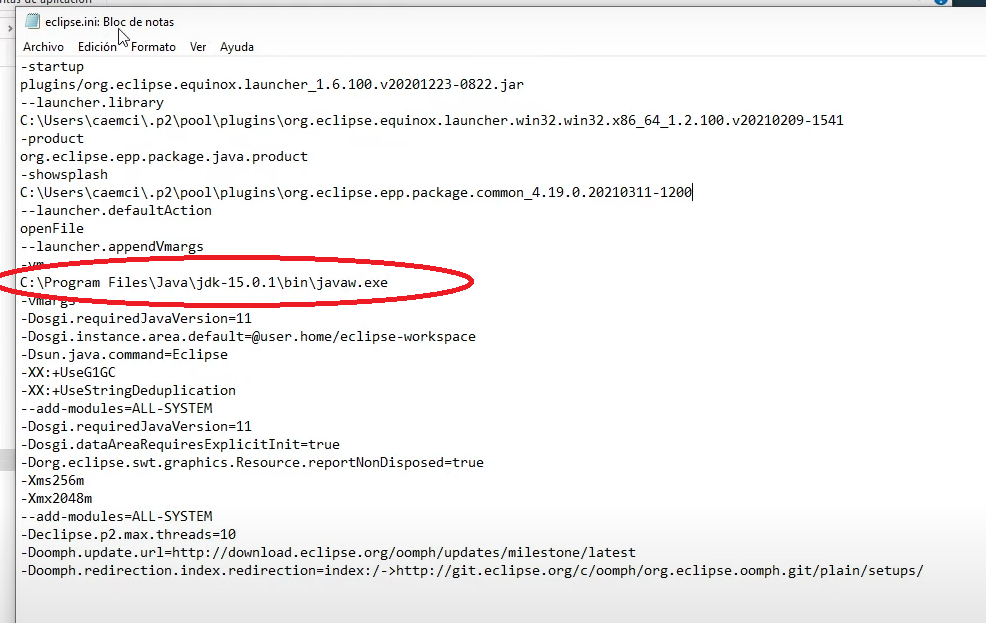 eclipse.ini: Bloc de notas
Archivo Edición Formato Ver Ayuda
-startup
plugins/org.eclipse.equinox.launcher_1.6.100.v20201223-0822.jar
--launcher.library
C:\Users\caemci\.p2\pool\plugins\org.eclipse.equinox.launcher.win32.win32.x86_64_1.2.100.v20210209-1541
-product
org.eclipse.epp.package.java.product
-showsplash
C:\Users\caemci\.p2\pool\plugins\org.eclipse.epp.package.common_4.19.0.20210311-1200
--launcher.defaultAction
openFile
--launcher.appendVmargs
-vm
C:\Program Files\Java\jdk-15.0.1\bin\javaw.exe
-vmargs
-Dosgi.requiredJavaVersion=11
-Dosgi.instance.area.default=@user.home/eclipse-workspace
-Dsun.java.command=Eclipse
-XX:+UseG1GC
-XX:+UseStringDeduplication
--add-modules=ALL-SYSTEM
-Dosgi.requiredJavaVersion=11
-Dosgi.dataAreaRequiresExplicitInit=true
-Dorg.eclipse.swt.graphics.Resource.reportNonDisposed=true
-Xms256m
-Xmx2048m
--add-modules=ALL-SYSTEM
-Declipse.p2.max.threads=10
-Doomph.update.url=http://download.eclipse.org/oomph/updates/milestone/latest
-Doomph.redirection.index.redirection=index:/->http://git.eclipse.org/c/oomph/org.eclipse.oomph.git/plain/setups/